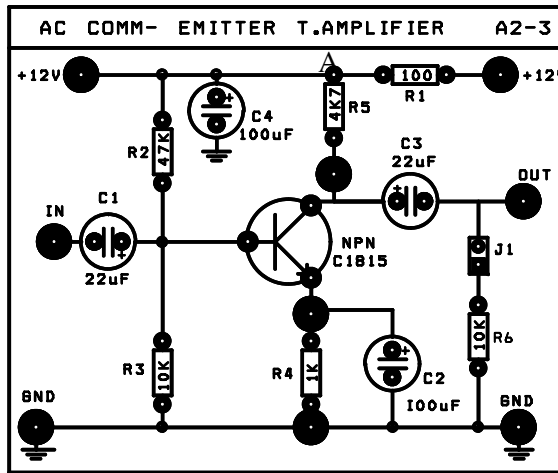 AC COMM- EMITTER T.AMPLIFIER A2-3
A
+12V
100
+12V
R1
C4
100uF
4K7
R5
R2
47K
C3
22uF
OUT
C1
IN
NPN
C1815
J1
22uF
R3
10K
R4
1K
C2
100uF
10K
R6
GND
GND